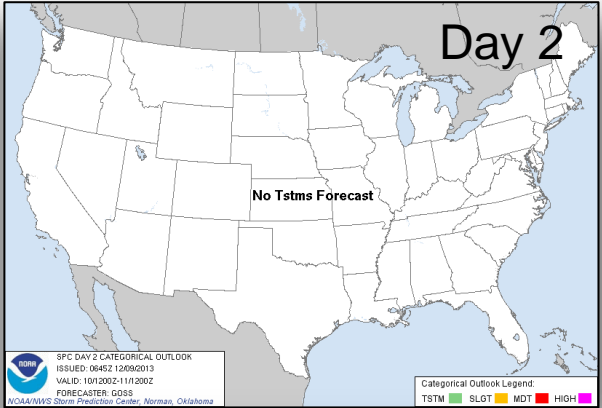 Day 2
No Tstms Forecast
NOAA
SPC DAY 2 CATEGORICAL OUTLOOK
ISSUED: 0645Z 12/09/2013
VALID: 10/1200Z-11/1200Z
FORECASTER: GOSS
NOAA/NWS Storm Prediction Center, Norman, Oklahoma
Categorical Outlook Legend:
TSTM SLGT MDT HIGH